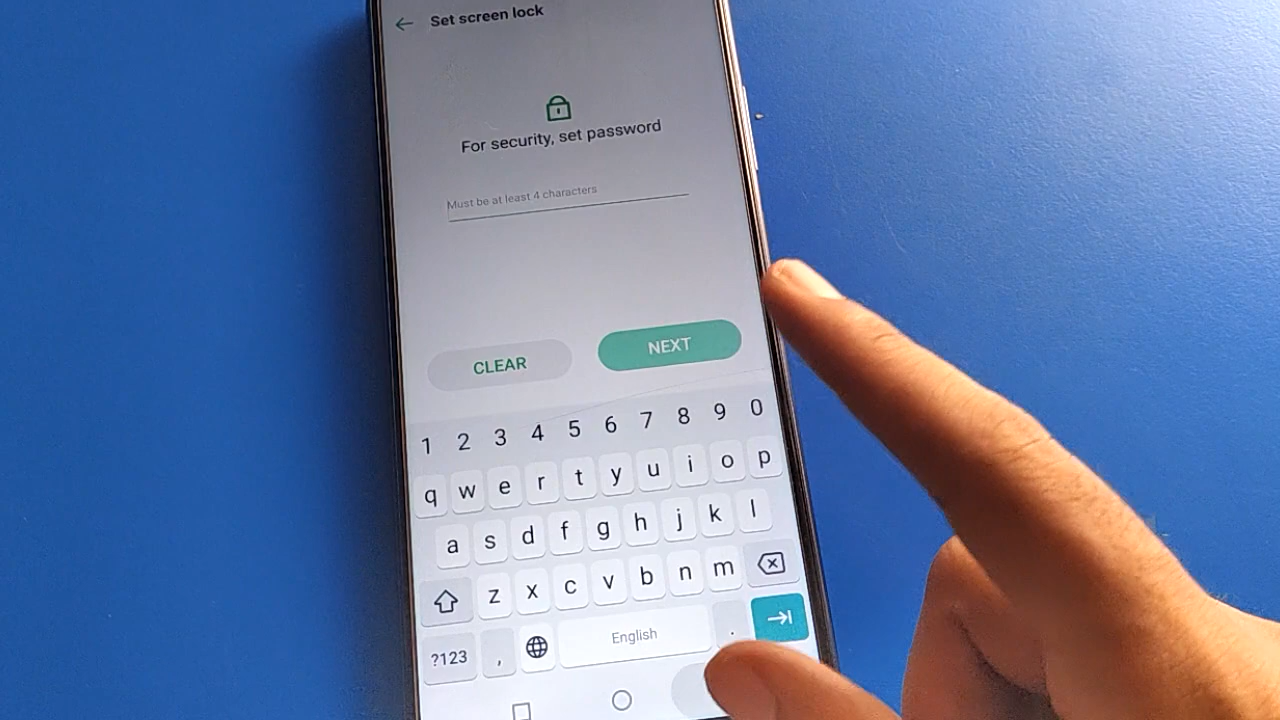 Set screen lock
For security, set password
Must be at least 4 characters
CLEAR NEXT
1 2 3 4 5 6 7 8 9 0
q w e r t y u i o p
a s d f g h j k l
z x c v b n m
?123 , English .